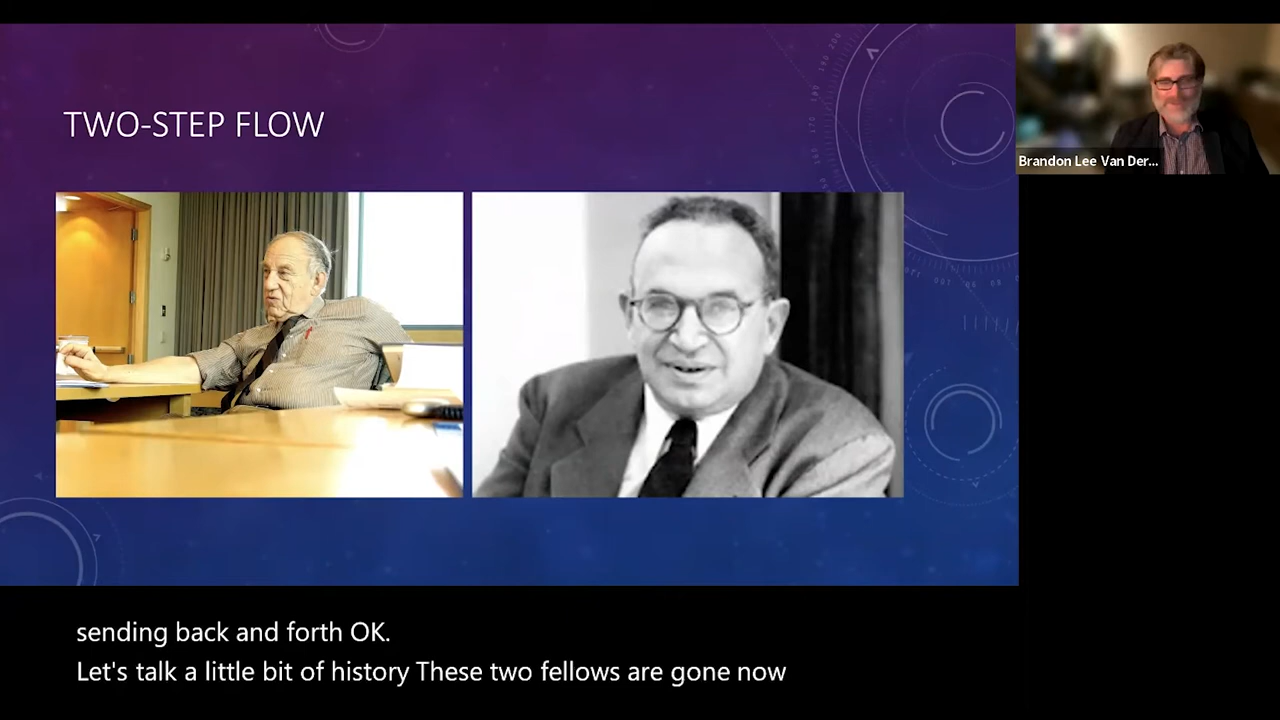 TWO-STEP FLOW
Brandon Lee Van Der...
sending back and forth OK.
Let's talk a little bit of history These two fellows are gone now